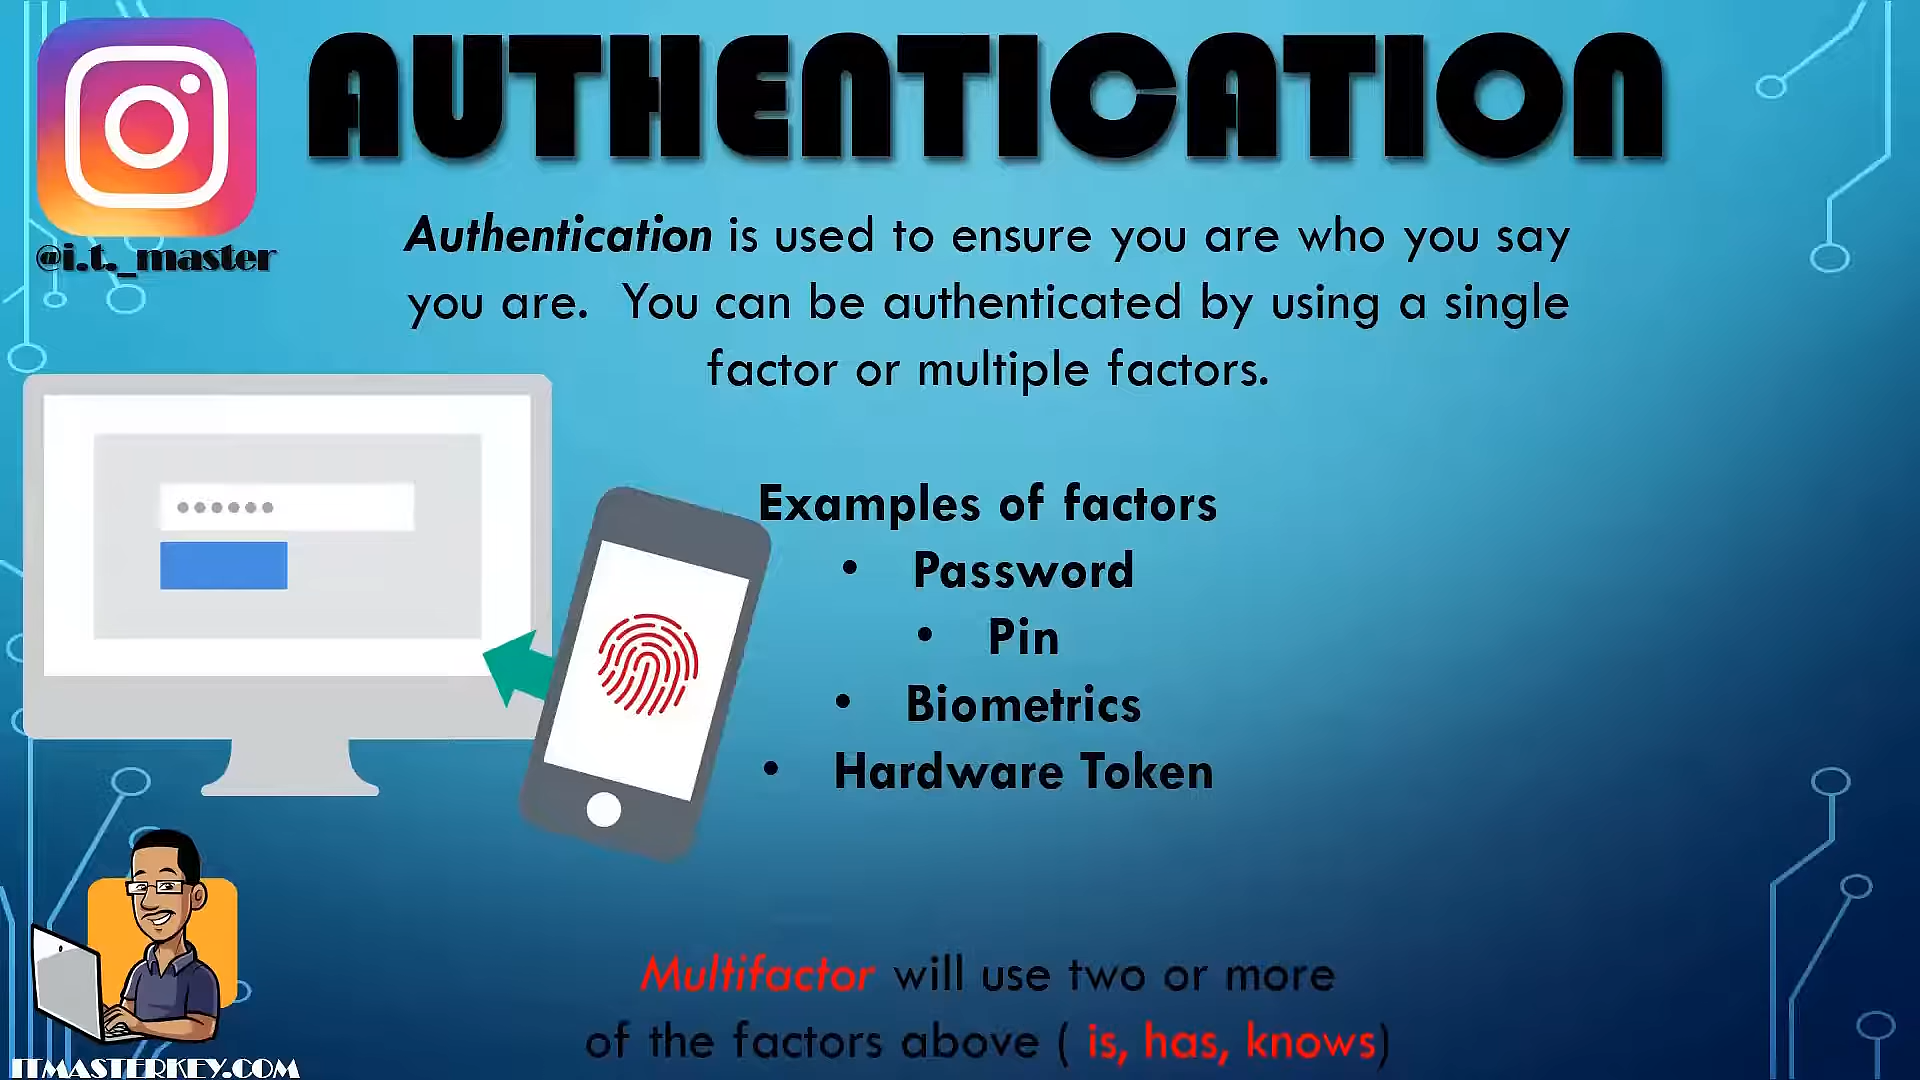 AUTHENTICATION
@i.t._master
Authentication is used to ensure you are who you say
you are. You can be authenticated by using a single
factor or multiple factors.
Examples of factors
• Password
• Pin
• Biometrics
• Hardware Token
Multifactor will use two or more
of the factors above ( is, has, knows)
ITMASTERKEY.COM